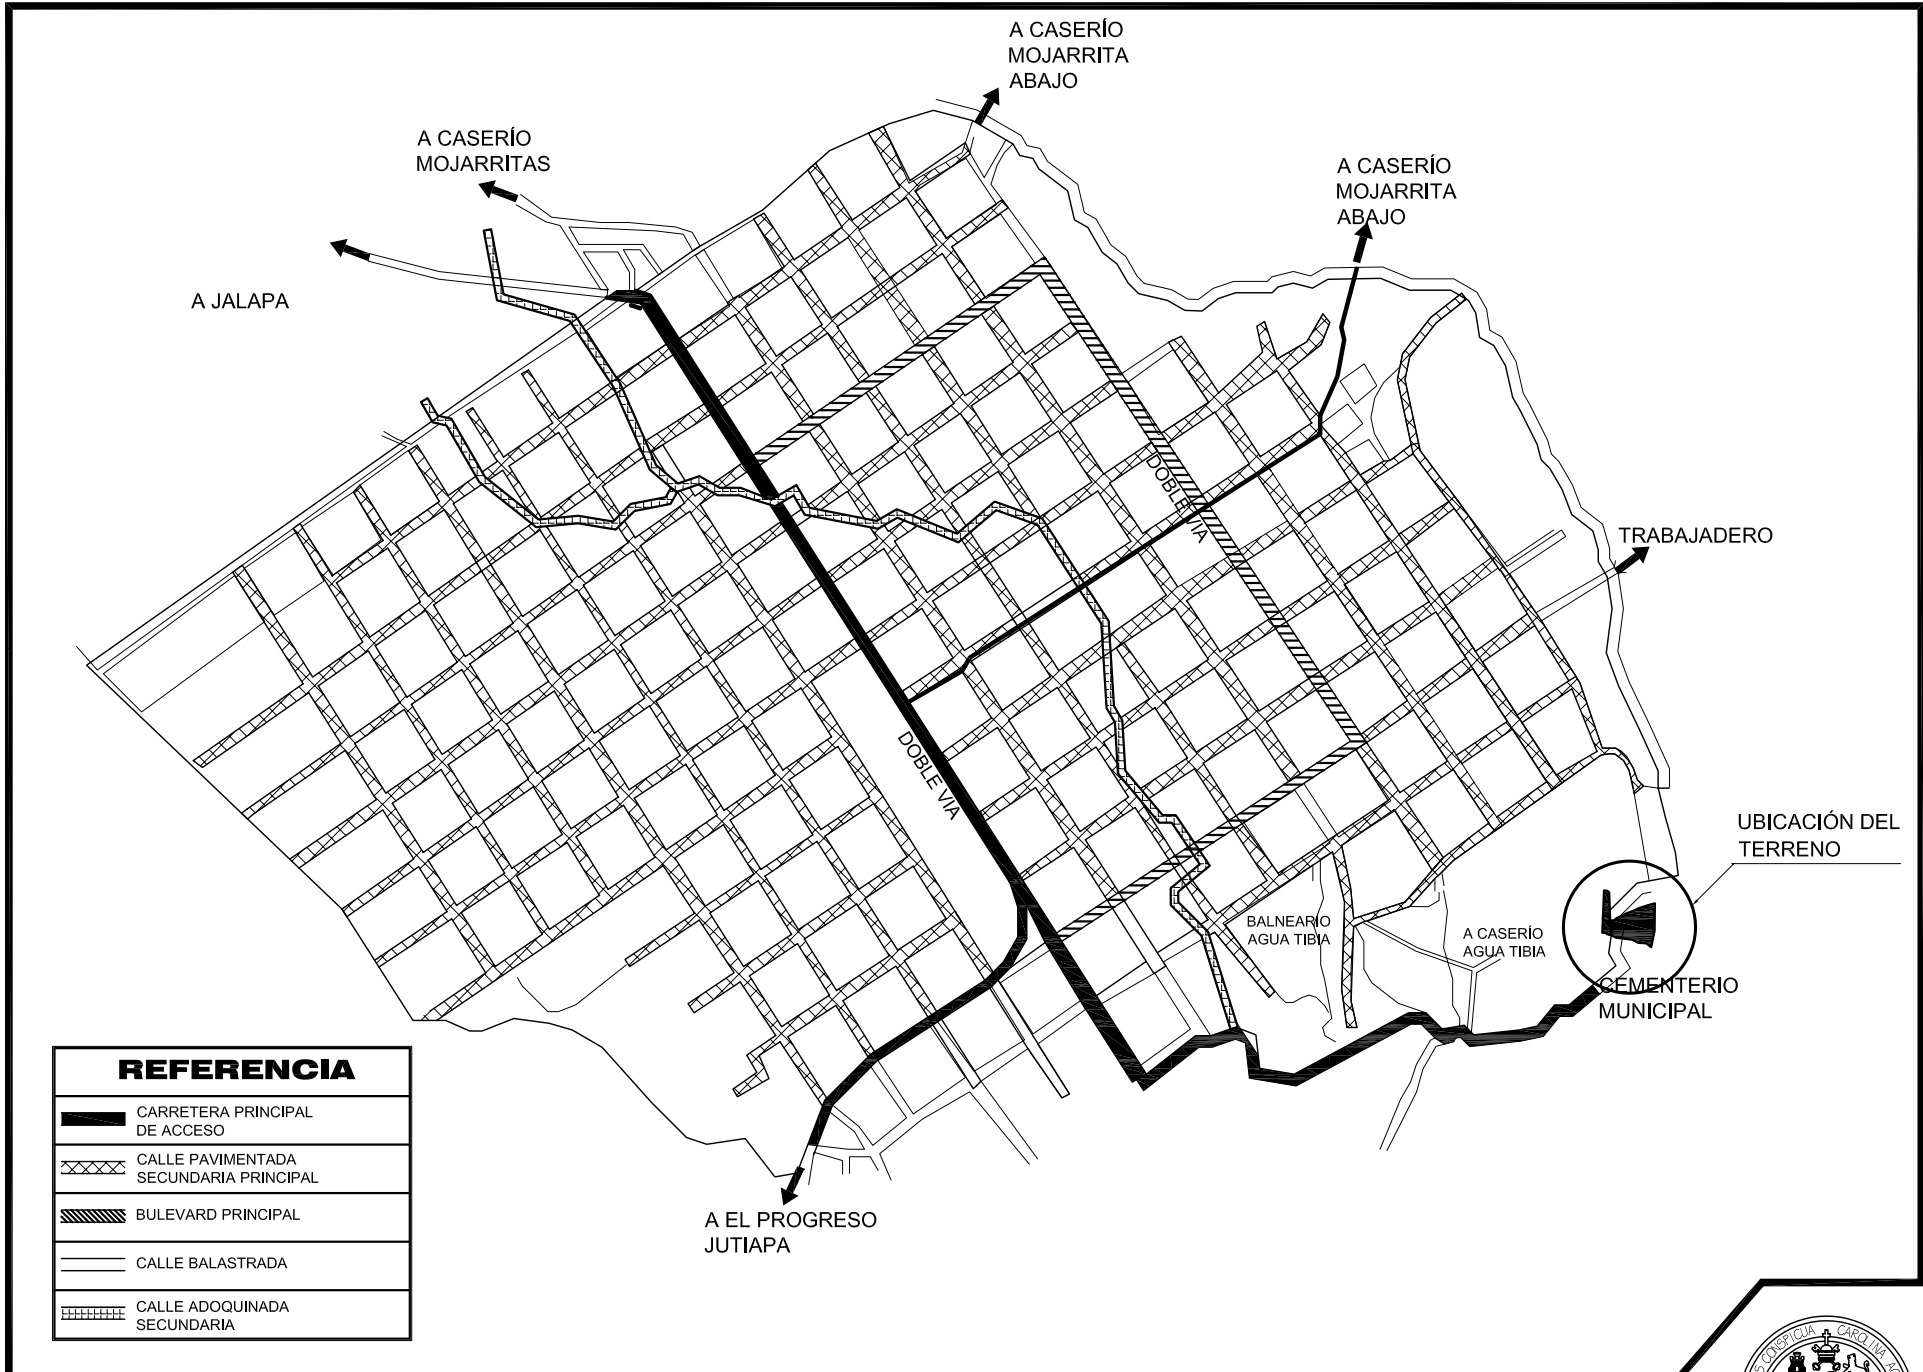 A CASERÍO
MOJARRITA
ABAJO
A CASERÍO
MOJARRITAS
A CASERÍO
MOJARRITA
ABAJO
A JALAPA
DOBLE VIA
TRABAJADERO
DOBLE VIA
UBICACIÓN DEL
TERRENO
BALNEARIO
AGUA TIBIA
A CASERÍO
AGUA TIBIA
CEMENTERIO
MUNICIPAL
A EL PROGRESO
JUTIAPA
REFERENCIA
CARRETERA PRINCIPAL
DE ACCESO
CALLE PAVIMENTADA
SECUNDARIA PRINCIPAL
BULEVARD PRINCIPAL
CALLE BALASTRADA
CALLE ADOQUINADA
SECUNDARIA
CONSPICUA CAROLINA